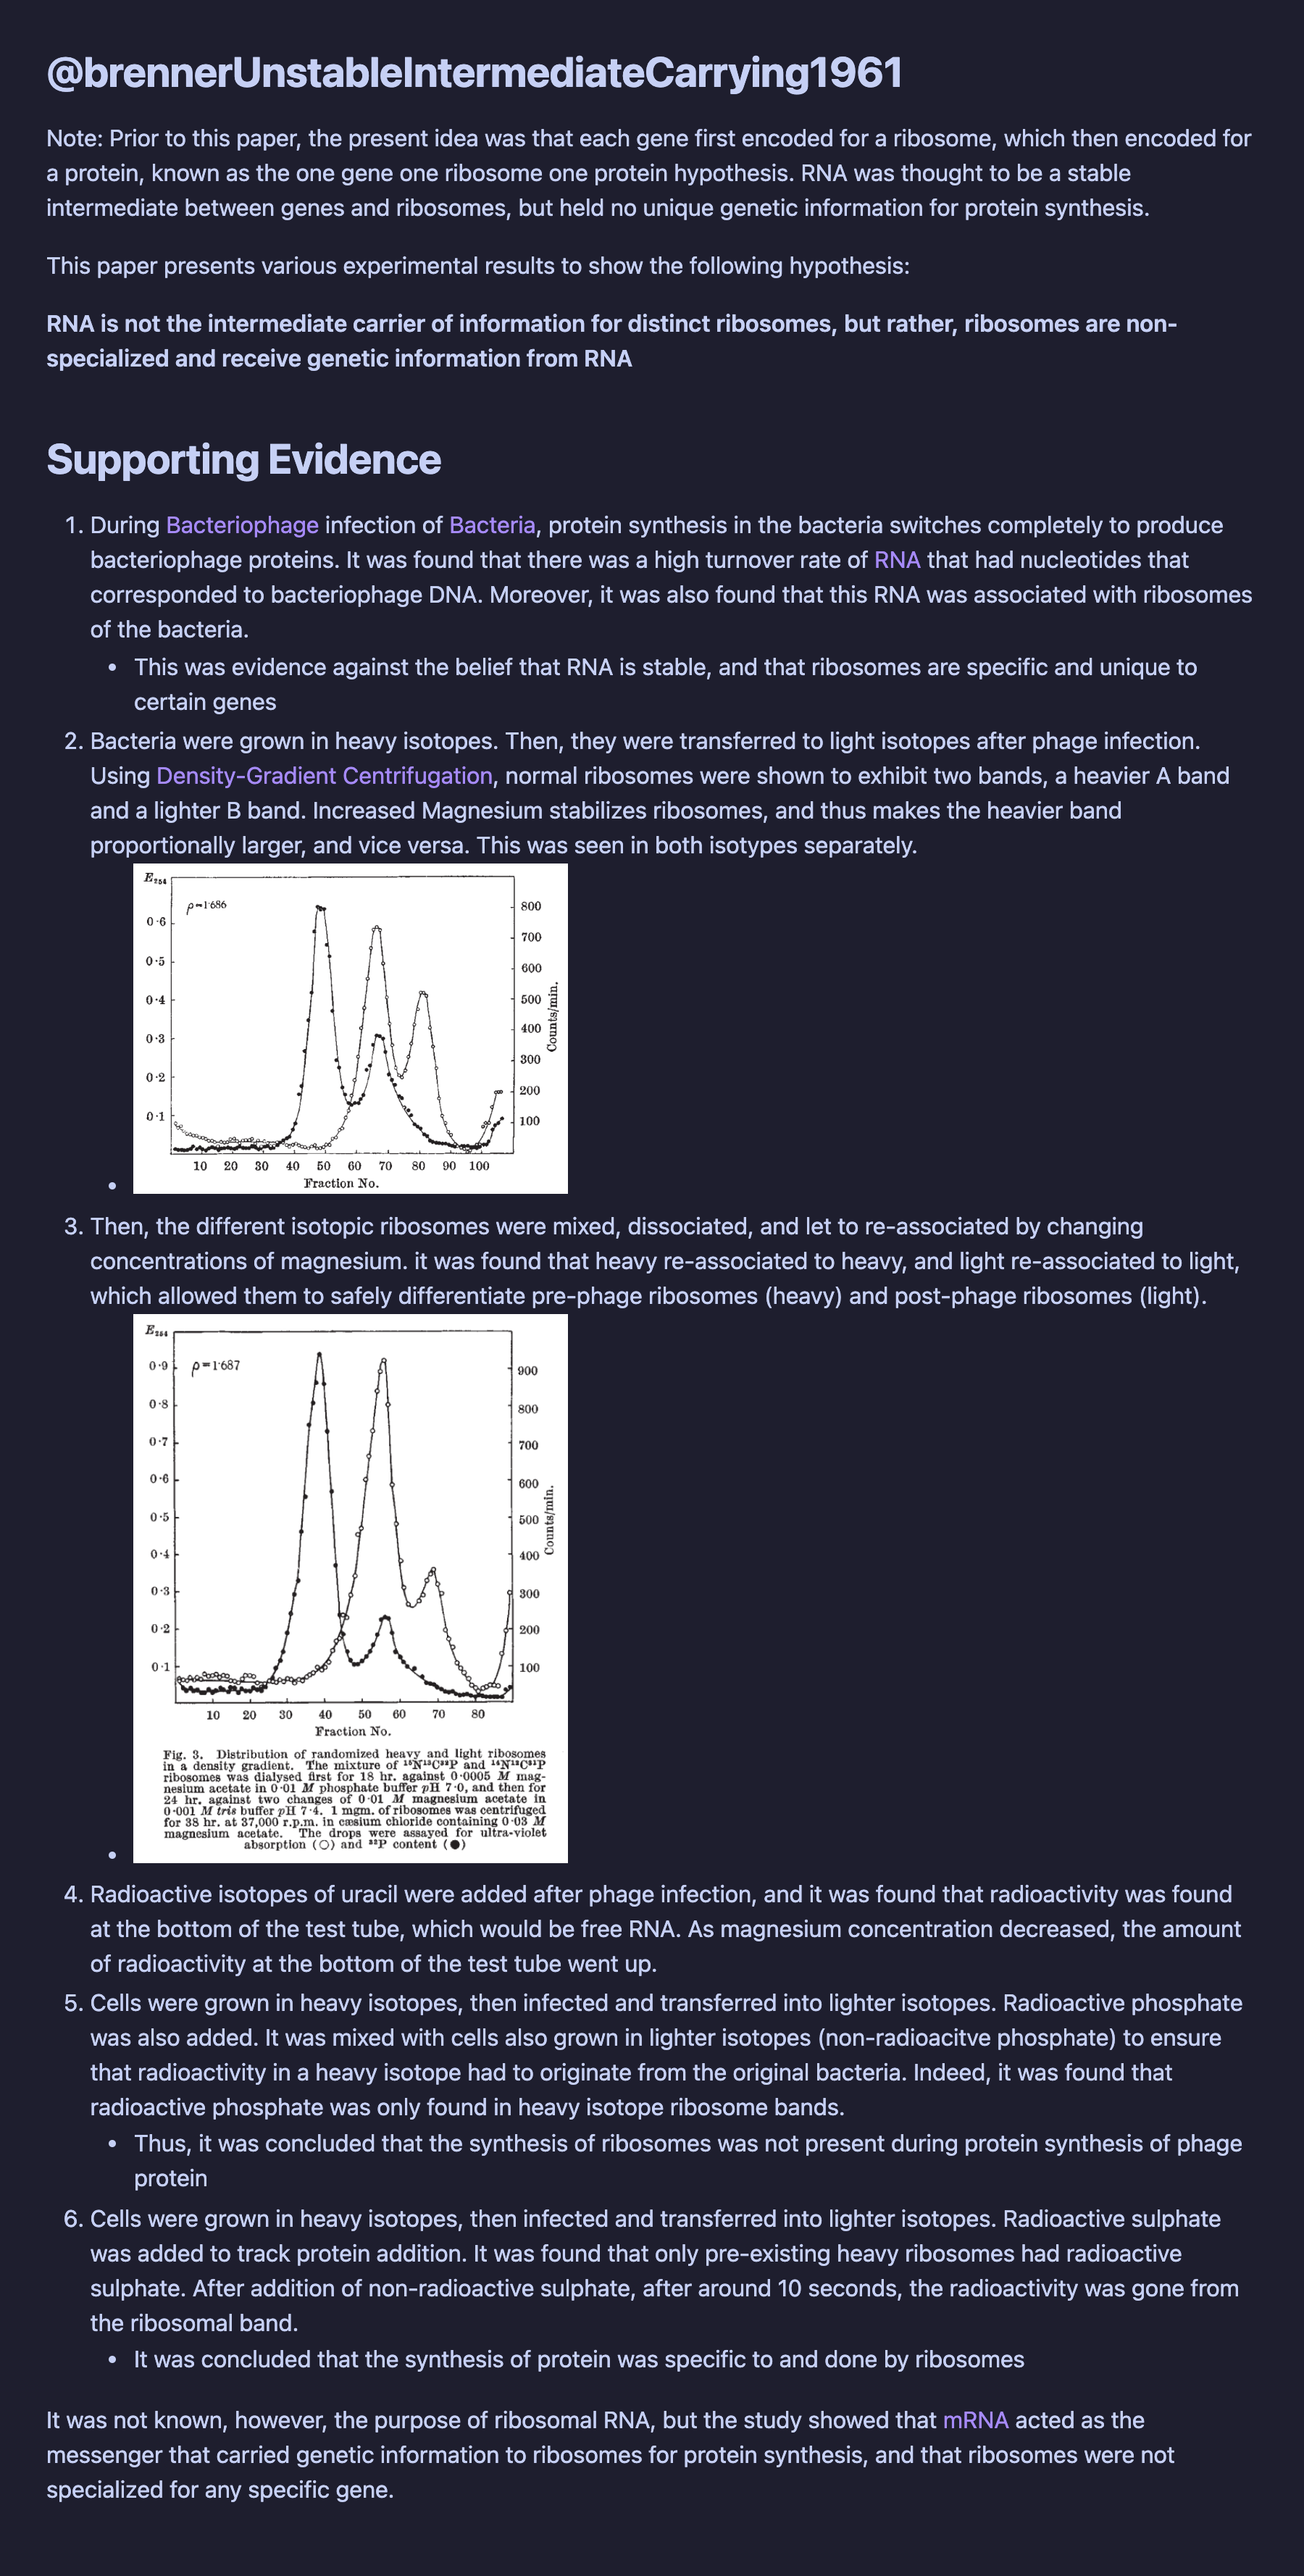 @brennerUnstableIntermediateCarrying1961
Note: Prior to this paper, the present idea was that each gene first encoded for a ribosome, which then encoded for
a protein, known as the one gene one ribosome one protein hypothesis. RNA was thought to be a stable
intermediate between genes and ribosomes, but held no unique genetic information for protein synthesis.
This paper presents various experimental results to show the following hypothesis:
RNA is not the intermediate carrier of information for distinct ribosomes, but rather, ribosomes are non-
specialized and receive genetic information from RNA
Supporting Evidence
1. During Bacteriophage infection of Bacteria, protein synthesis in the bacteria switches completely to produce
bacteriophage proteins. It was found that there was a high turnover rate of RNA that had nucleotides that
corresponded to bacteriophage DNA. Moreover, it was also found that this RNA was associated with ribosomes
of the bacteria.
• This was evidence against the belief that RNA is stable, and that ribosomes are specific and unique to
certain genes
2. Bacteria were grown in heavy isotopes. Then, they were transferred to light isotopes after phage infection.
Using Density-Gradient Centrifugation, normal ribosomes were shown to exhibit two bands, a heavier A band
and a lighter B band. Increased Magnesium stabilizes ribosomes, and thus makes the heavier band
proportionally larger, and vice versa. This was seen in both isotypes separately.
E₂₅₄
ρ=1·686
0·6
0·5
0·4
0·3
0·2
0·1
800
700
600
500
400
300
200
100
Counts/min.
10 20 30 40 50 60 70 80 90 100
Fraction No.
3. Then, the different isotopic ribosomes were mixed, dissociated, and let to re-associated by changing
concentrations of magnesium. it was found that heavy re-associated to heavy, and light re-associated to light,
which allowed them to safely differentiate pre-phage ribosomes (heavy) and post-phage ribosomes (light).
E₂₅₄
ρ=1·687
0·9
0·8
0·7
0·6
0·5
0·4
0·3
0·2
0·1
900
800
700
600
500
400
300
200
100
Counts/min.
10 20 30 40 50 60 70 80
Fraction No.
Fig. 3. Distribution of randomized heavy and light ribosomes
in a density gradient. The mixture of ¹⁵N¹³C³²P and ¹⁴N¹²C³¹P
ribosomes was dialysed first for 18 hr. against 0·0005 M mag-
nesium acetate in 0·01 M phosphate buffer pH 7·0, and then for
24 hr. against two changes of 0·01 M magnesium acetate in
0·001 M tris buffer pH 7·4. 1 mgm. of ribosomes was centrifuged
for 38 hr. at 37,000 r.p.m. in cæsium chloride containing 0·03 M
magnesium acetate. The drops were assayed for ultra-violet
absorption (○) and ³²P content (●)
4. Radioactive isotopes of uracil were added after phage infection, and it was found that radioactivity was found
at the bottom of the test tube, which would be free RNA. As magnesium concentration decreased, the amount
of radioactivity at the bottom of the test tube went up.
5. Cells were grown in heavy isotopes, then infected and transferred into lighter isotopes. Radioactive phosphate
was also added. It was mixed with cells also grown in lighter isotopes (non-radioacitve phosphate) to ensure
that radioactivity in a heavy isotope had to originate from the original bacteria. Indeed, it was found that
radioactive phosphate was only found in heavy isotope ribosome bands.
• Thus, it was concluded that the synthesis of ribosomes was not present during protein synthesis of phage
protein
6. Cells were grown in heavy isotopes, then infected and transferred into lighter isotopes. Radioactive sulphate
was added to track protein addition. It was found that only pre-existing heavy ribosomes had radioactive
sulphate. After addition of non-radioactive sulphate, after around 10 seconds, the radioactivity was gone from
the ribosomal band.
• It was concluded that the synthesis of protein was specific to and done by ribosomes
It was not known, however, the purpose of ribosomal RNA, but the study showed that mRNA acted as the
messenger that carried genetic information to ribosomes for protein synthesis, and that ribosomes were not
specialized for any specific gene.